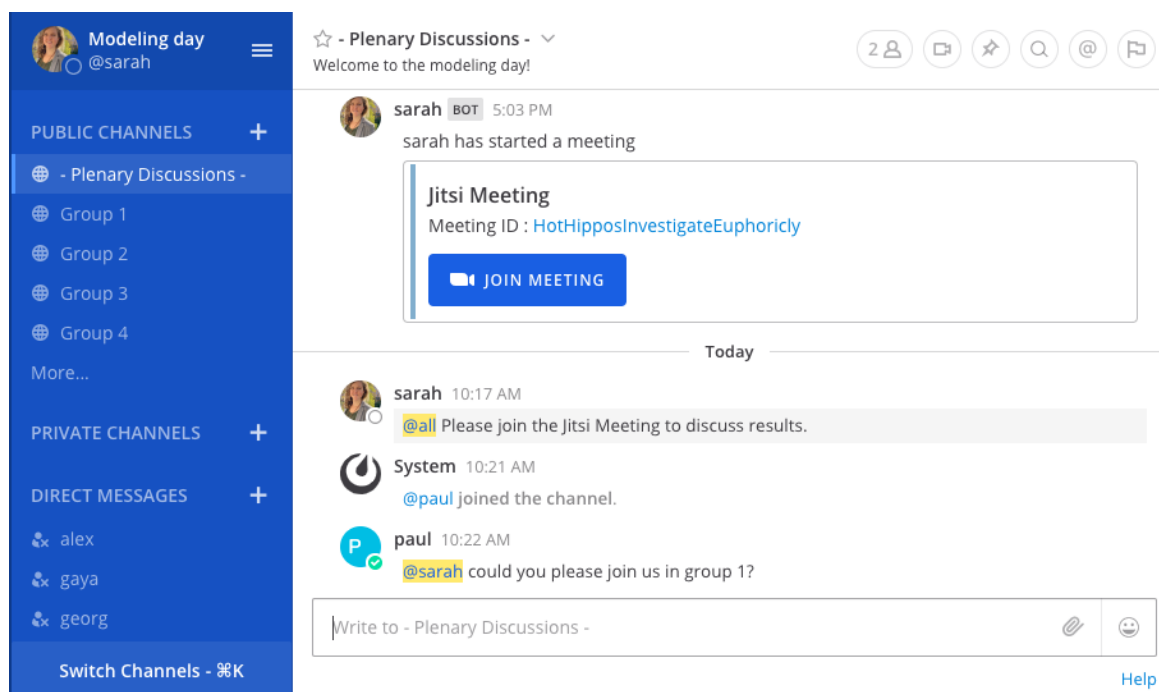 Modeling day
@sarah
PUBLIC CHANNELS +
- Plenary Discussions -
Group 1
Group 2
Group 3
Group 4
More...
PRIVATE CHANNELS +
DIRECT MESSAGES +
alex
gaya
georg
Switch Channels - ⌘K
- Plenary Discussions -
Welcome to the modeling day!
2
@
sarah BOT 5:03 PM
sarah has started a meeting
Jitsi Meeting
Meeting ID : HotHipposInvestigateEuphoricly
JOIN MEETING
Today
sarah 10:17 AM
@all Please join the Jitsi Meeting to discuss results.
System 10:21 AM
@paul joined the channel.
P
paul 10:22 AM
@sarah could you please join us in group 1?
Write to - Plenary Discussions -
Help